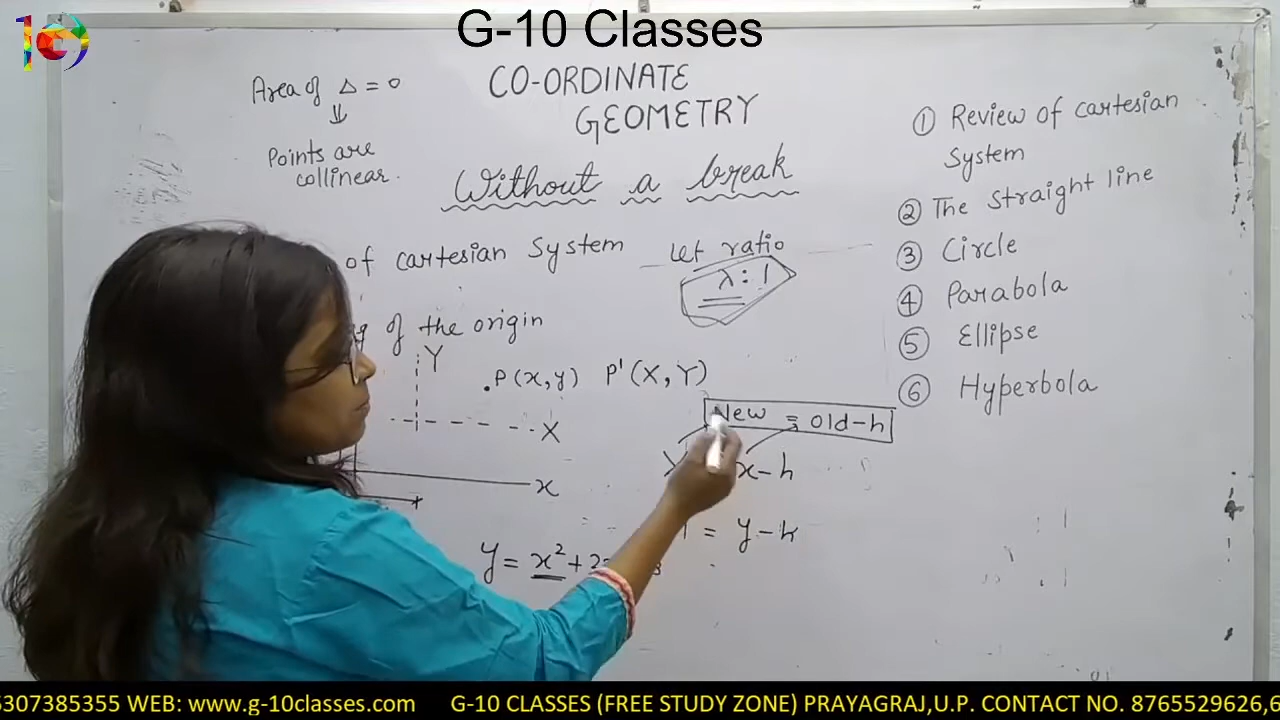 G-10 Classes
Area of Δ = 0
⇓
Points are
collinear.
CO-ORDINATE
GEOMETRY
Without a break
of cartesian System
Let ratio
λ : 1
of the origin
Y
.P(x,y) P'(X,Y)
X
x
New = old-h
x-h
= y-k
y = x²+
① Review of cartesian
System
② The straight line
③ Circle
④ Parabola
⑤ Ellipse
⑥ Hyperbola
5307385355 WEB: www.g-10classes.com G-10 CLASSES (FREE STUDY ZONE) PRAYAGRAJ,U.P. CONTACT NO. 8765529626,6